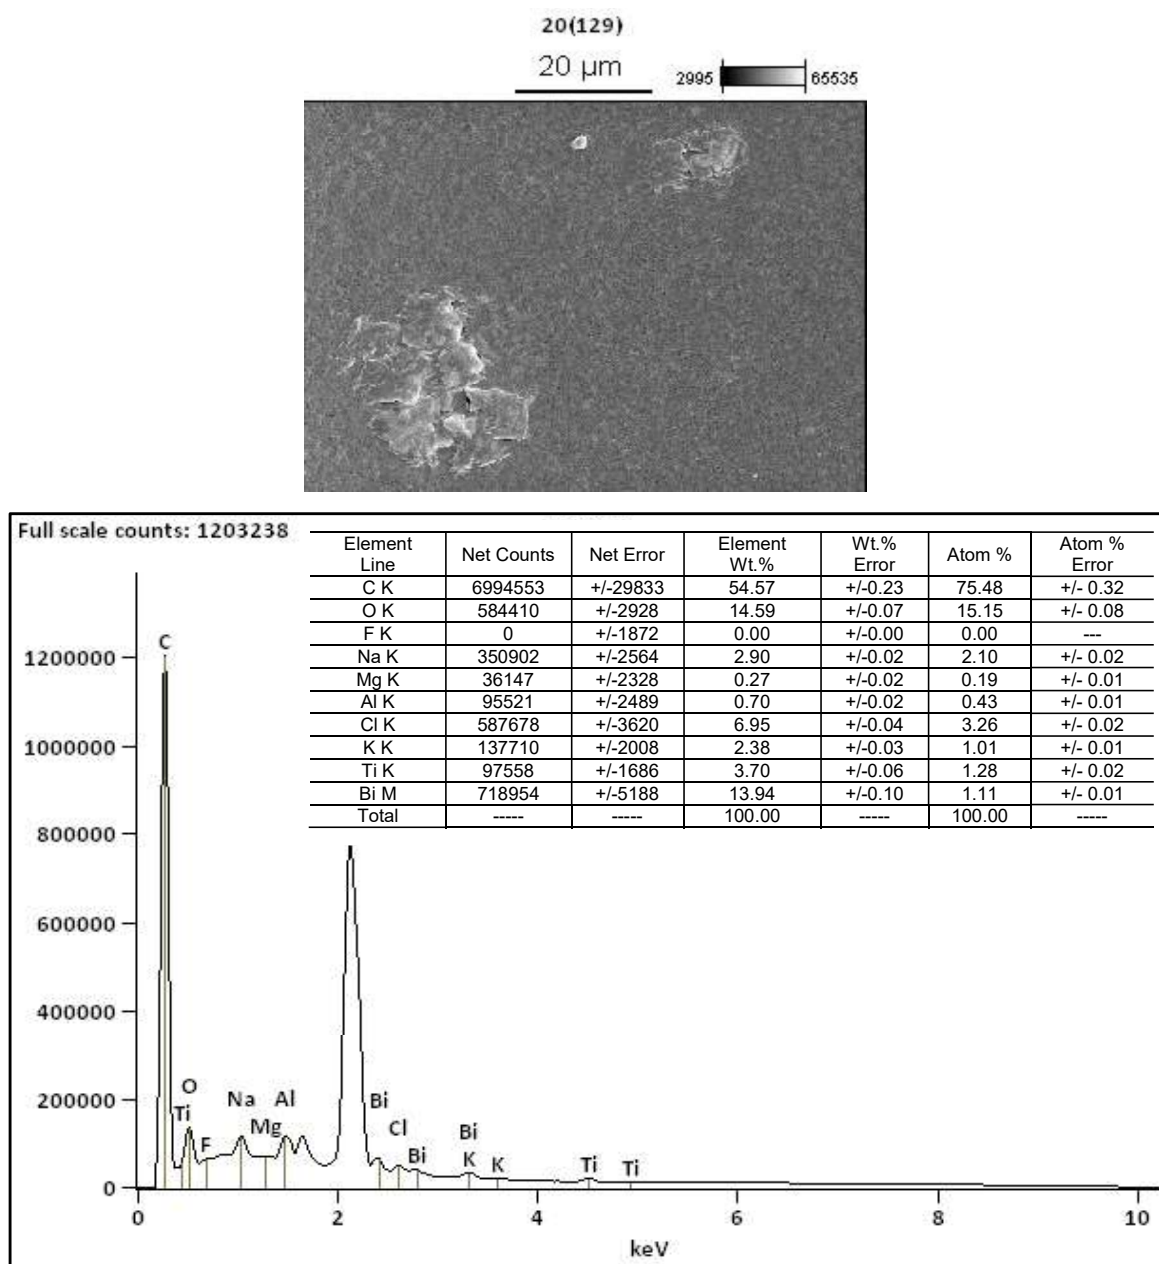 20(129)
20 µm
2995 65535
Full scale counts: 1203238
Element Line Net Counts Net Error Element Wt.% Wt.% Error Atom % Atom % Error
C K 6994553 +/-29833 54.57 +/-0.23 75.48 +/- 0.32
O K 584410 +/-2928 14.59 +/-0.07 15.15 +/- 0.08
F K 0 +/-1872 0.00 +/-0.00 0.00 ---
Na K 350902 +/-2564 2.90 +/-0.02 2.10 +/- 0.02
Mg K 36147 +/-2328 0.27 +/-0.02 0.19 +/- 0.01
Al K 95521 +/-2489 0.70 +/-0.02 0.43 +/- 0.01
Cl K 587678 +/-3620 6.95 +/-0.04 3.26 +/- 0.02
K K 137710 +/-2008 2.38 +/-0.03 1.01 +/- 0.01
Ti K 97558 +/-1686 3.70 +/-0.06 1.28 +/- 0.02
Bi M 718954 +/-5188 13.94 +/-0.10 1.11 +/- 0.01
Total ----- ----- 100.00 ----- 100.00 -----
C
1200000
1000000
800000
600000
400000
200000
0
O
Ti
F
Na
Mg
Al
Bi
Cl
Bi
Bi
K
K
Ti
Ti
0 2 4 6 8 10
keV